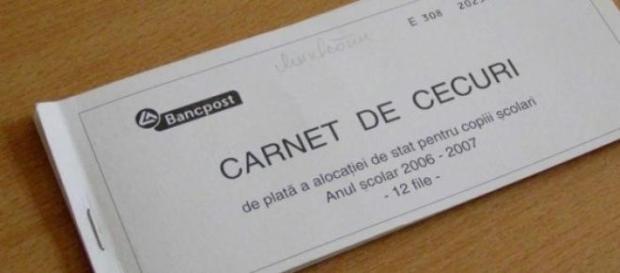 E 308
Bancpost
CARNET DE CECURI
de plată a alocației de stat pentru copiii școlari
Anul școlar 2006 - 2007
- 12 file -